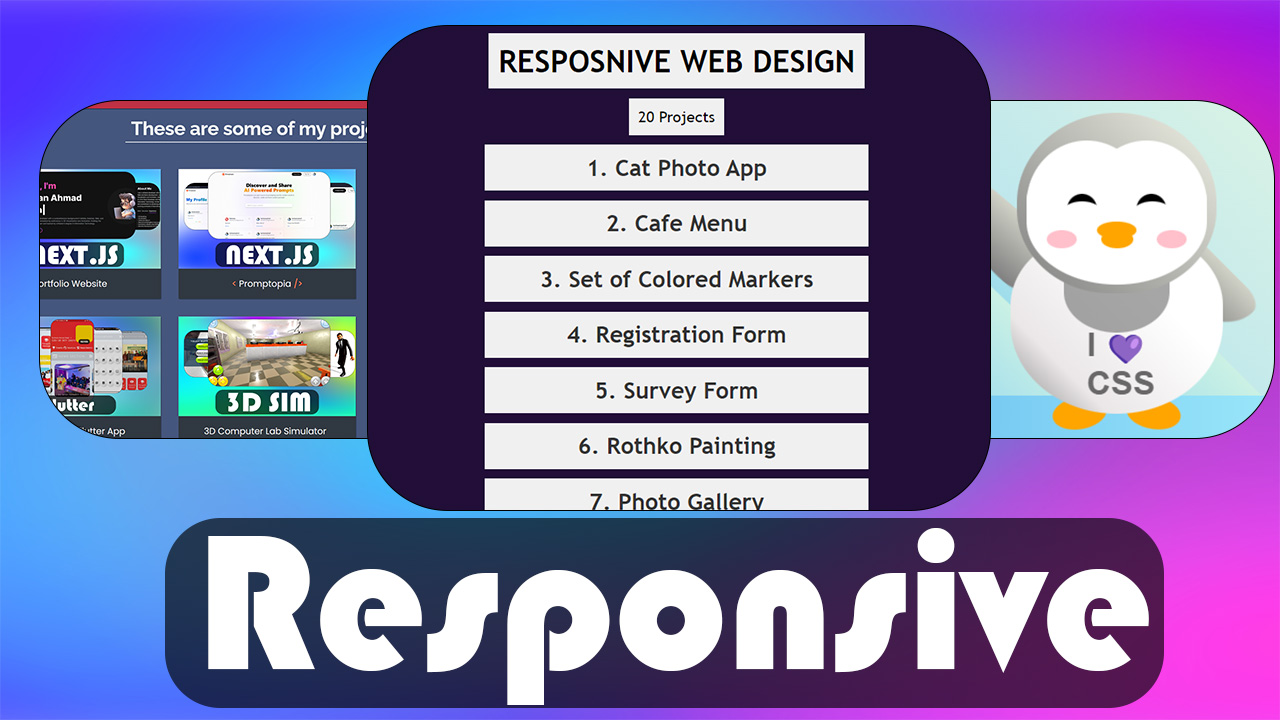 RESPOSNIVE WEB DESIGN
20 Projects
1. Cat Photo App
2. Cafe Menu
3. Set of Colored Markers
4. Registration Form
5. Survey Form
6. Rothko Painting
7. Photo Gallery
These are some of my proj
, I'm
an Ahmad
NEXT.JS
ortfolio Website
My Profile
Discover and Share
AI Powered Prompts
NEXT.JS
< Promptopia />
lutter
utter App
3D SIM
3D Computer Lab Simulator
I 💜
CSS
Responsive